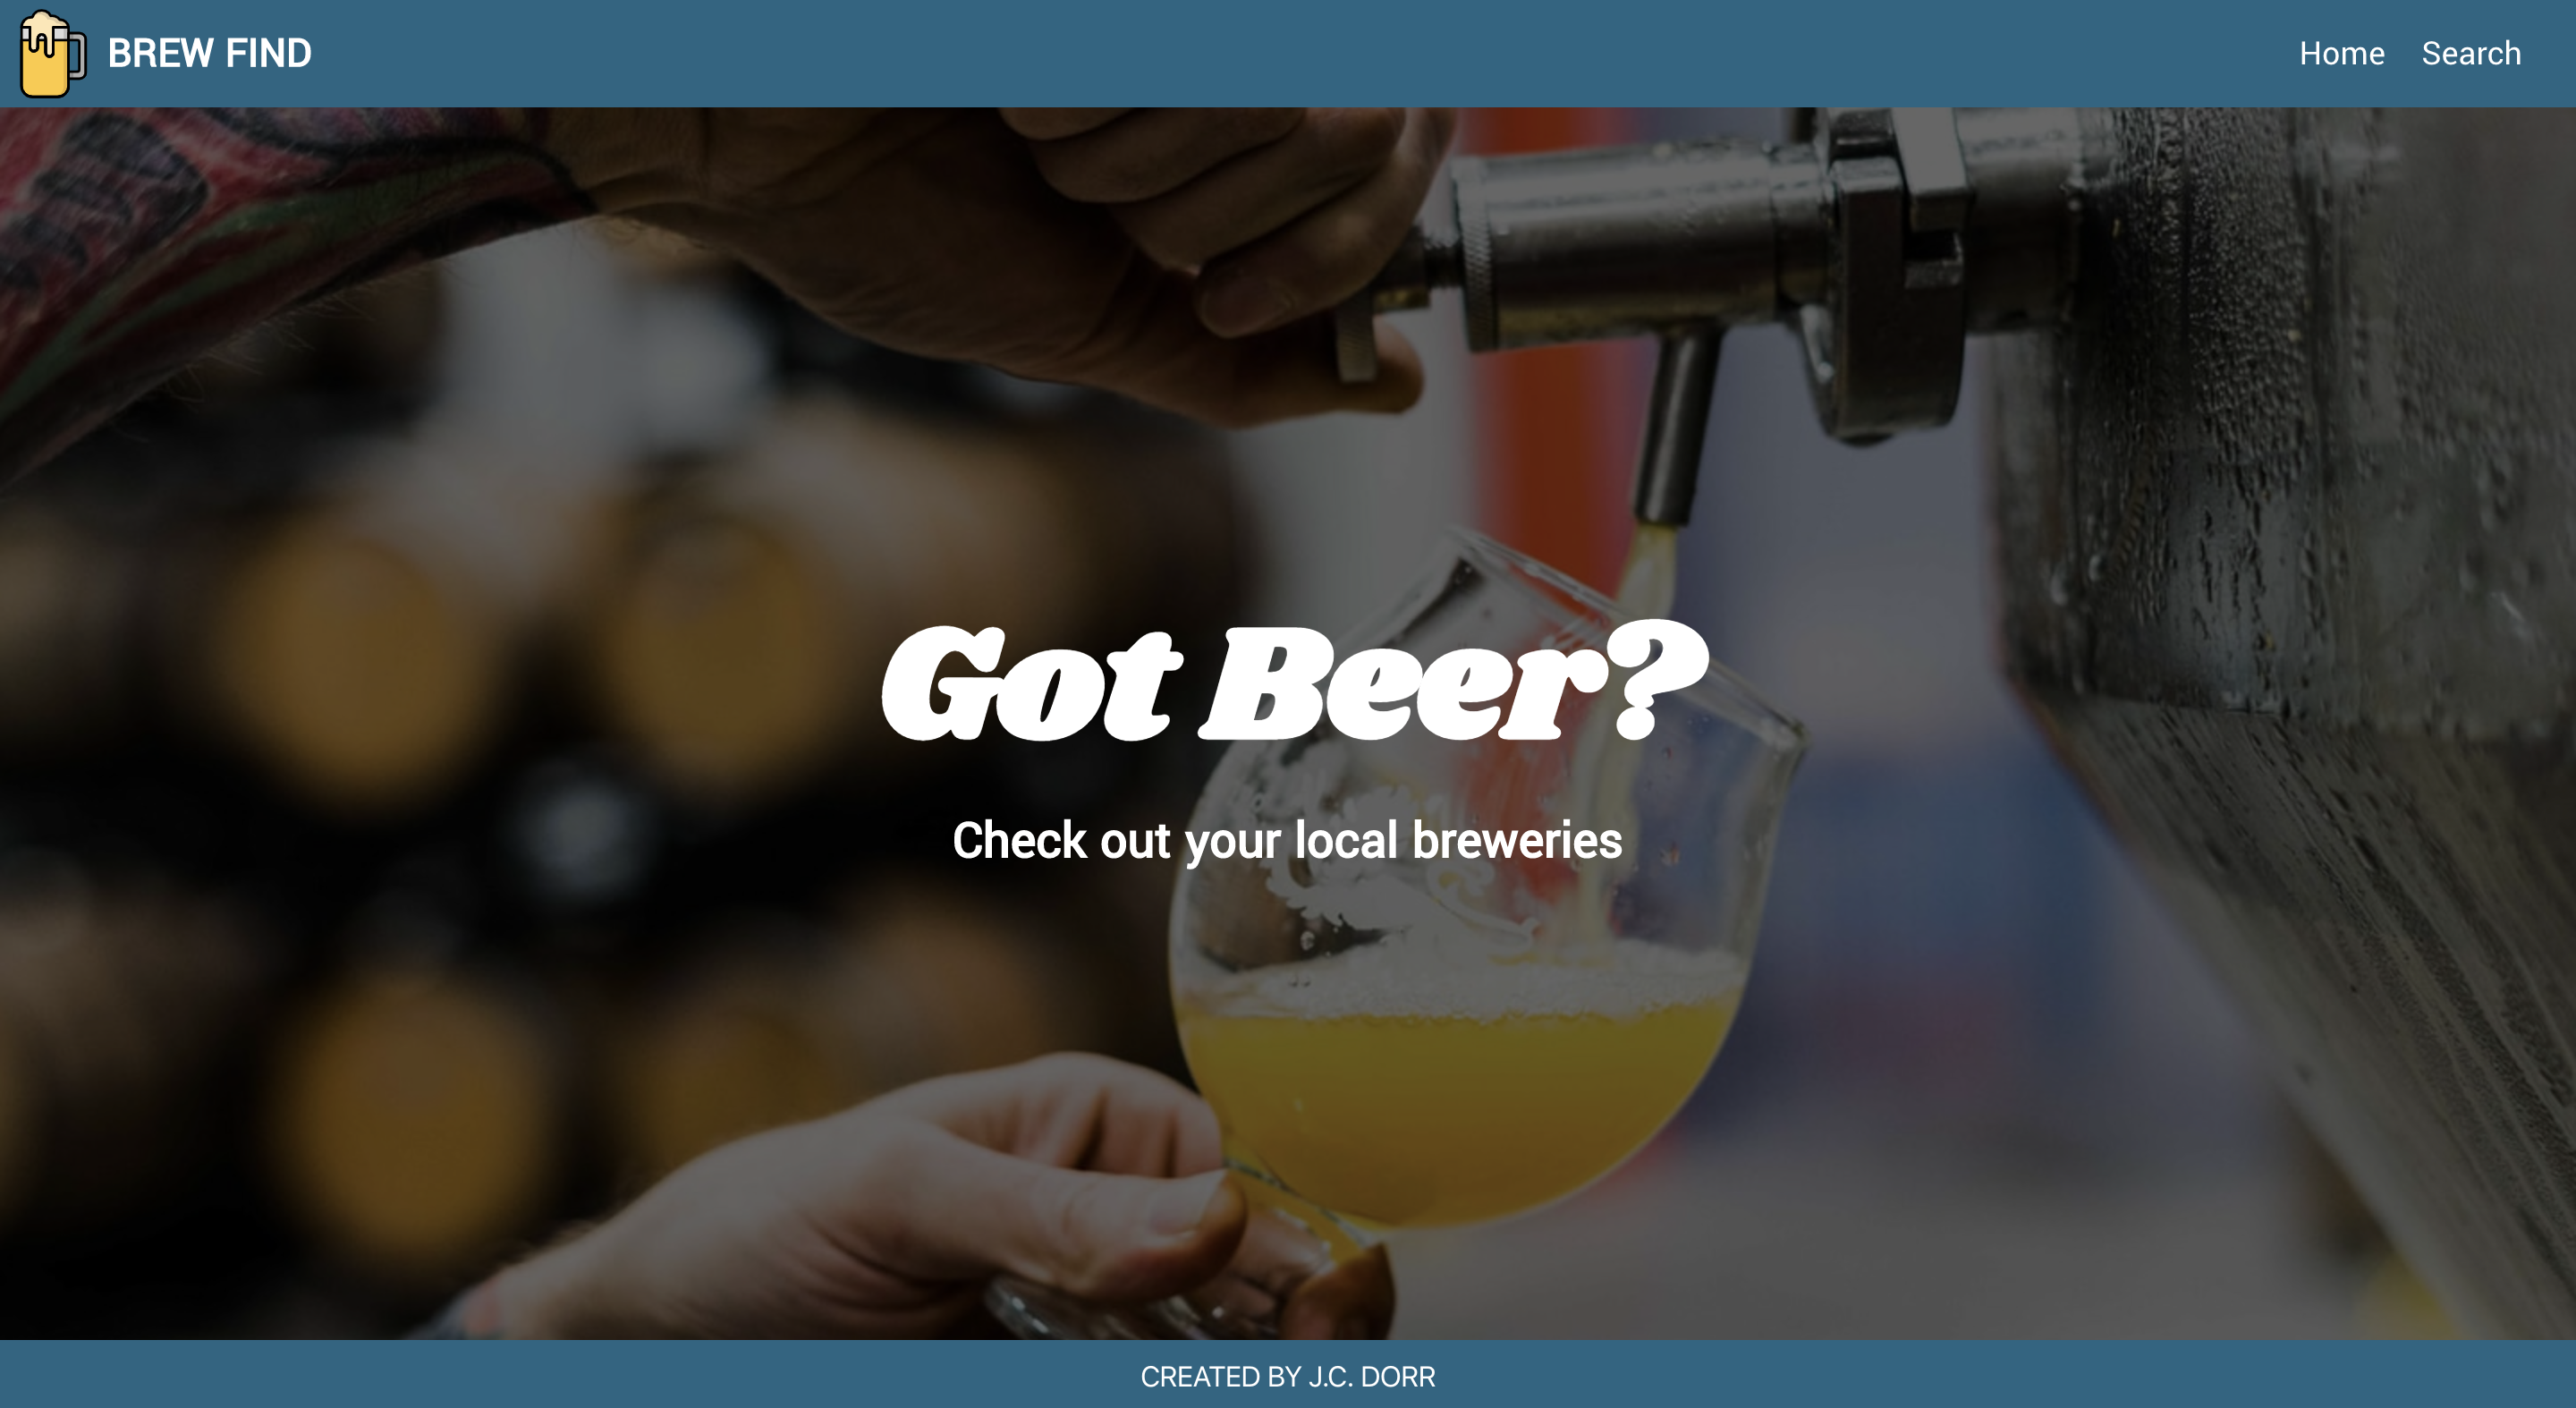 BREW FIND
Home Search
Got Beer?
Check out your local breweries
CREATED BY J.C. DORR